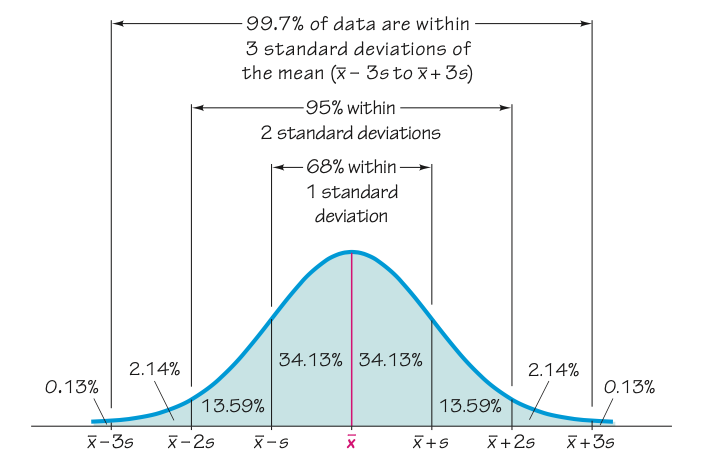 99.7% of data are within
3 standard deviations of
the mean (x̅ – 3s to x̅ + 3s)
95% within
2 standard deviations
68% within
1 standard
deviation
34.13% 34.13%
2.14% 2.14%
0.13% 0.13%
13.59% 13.59%
x̅ – 3s x̅ – 2s x̅ – s x̅ x̅ + s x̅ + 2s x̅ + 3s